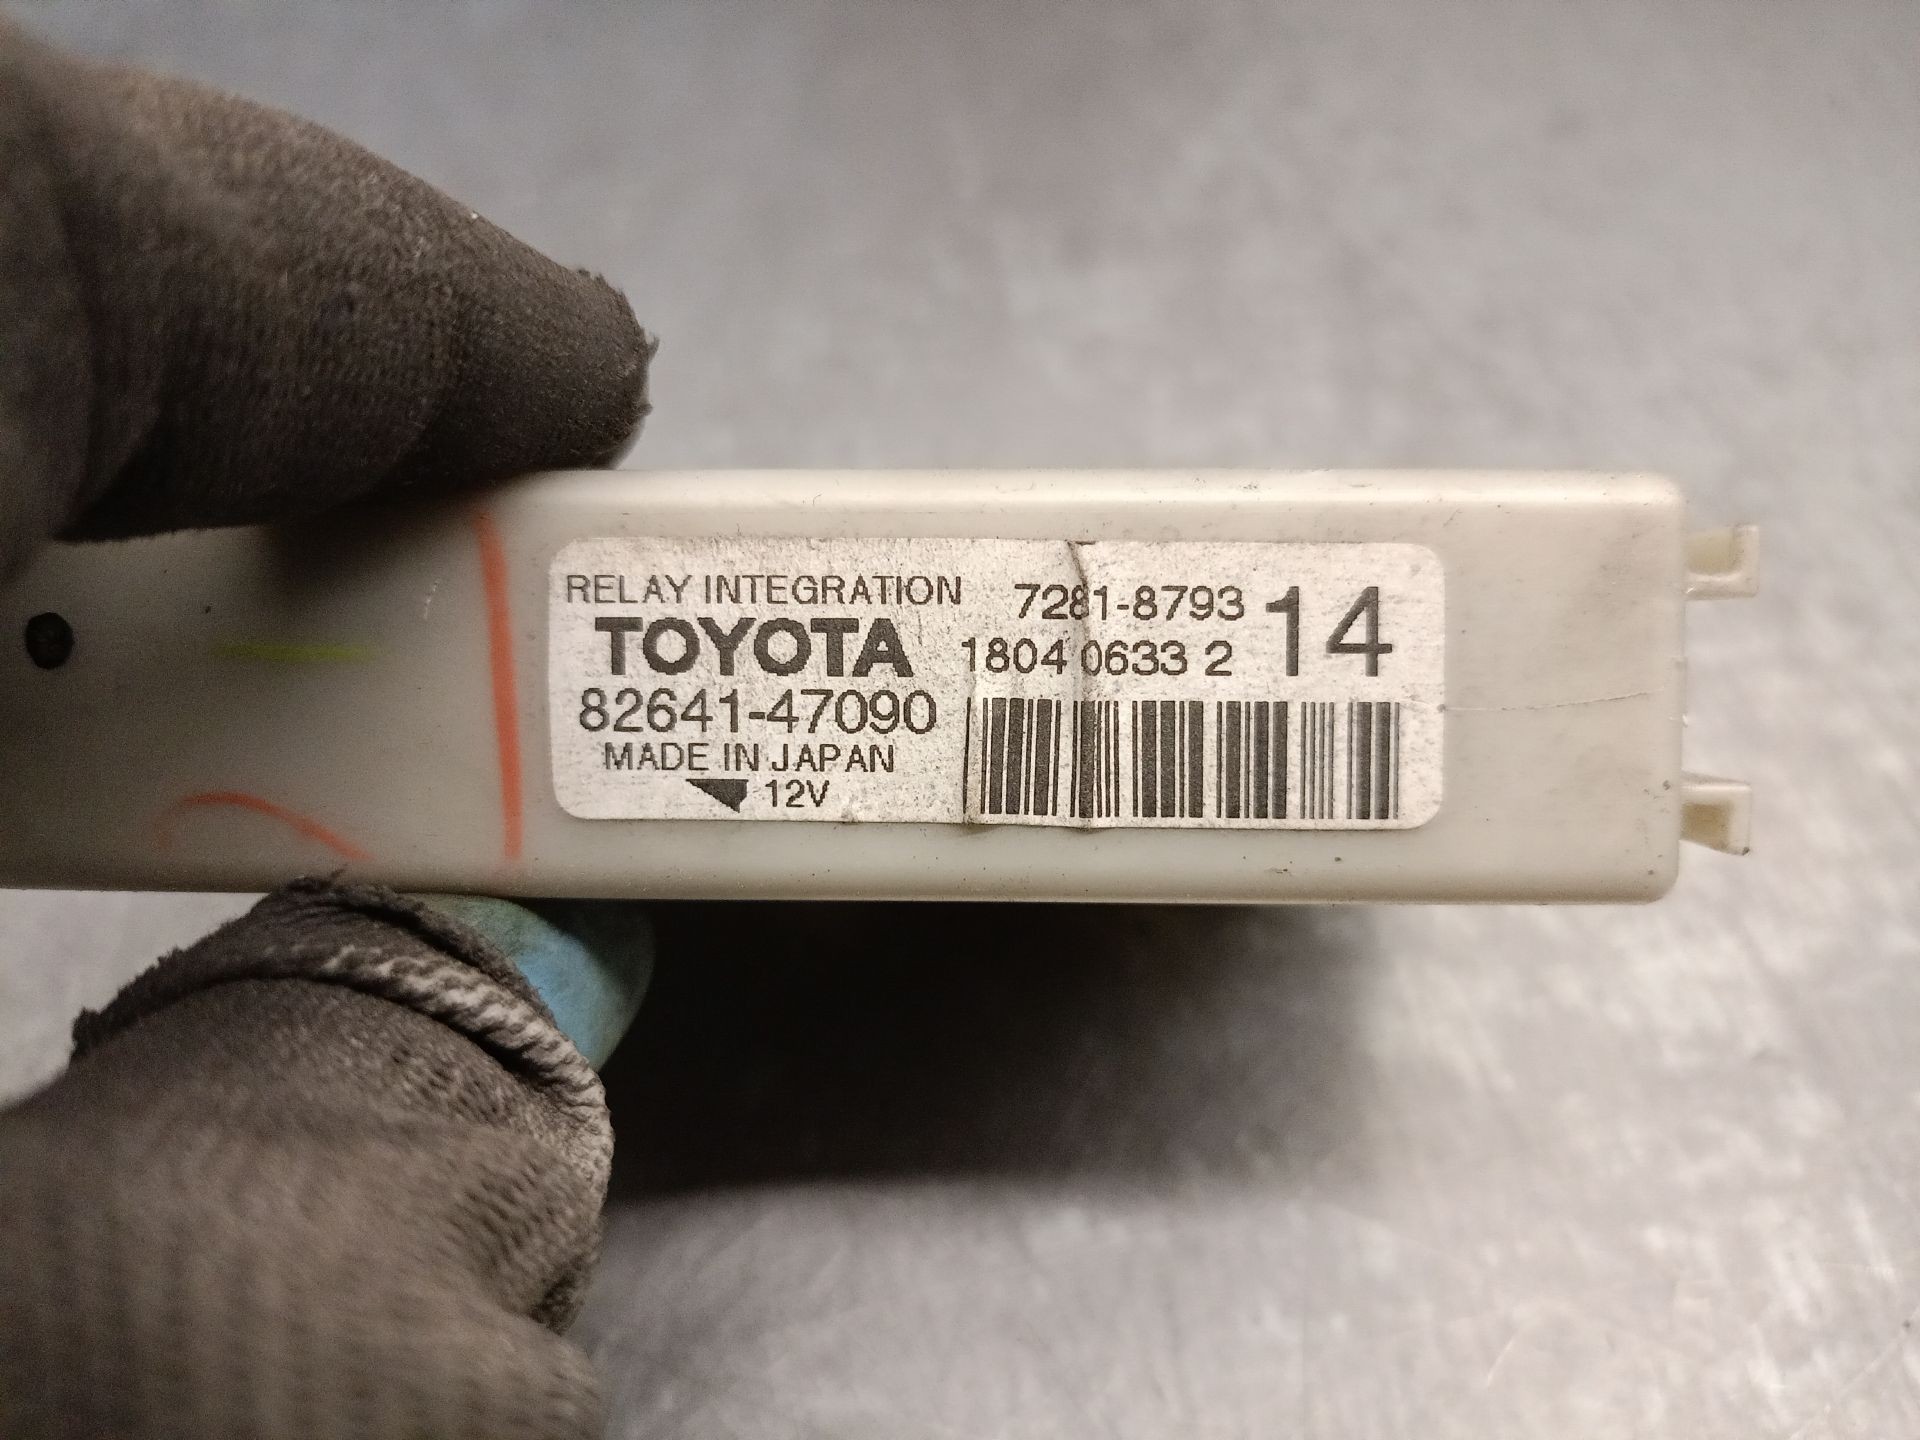 RELAY INTEGRATION
TOYOTA
82641-47090
MADE IN JAPAN
12V
7281-8793
1804 0633 2
14